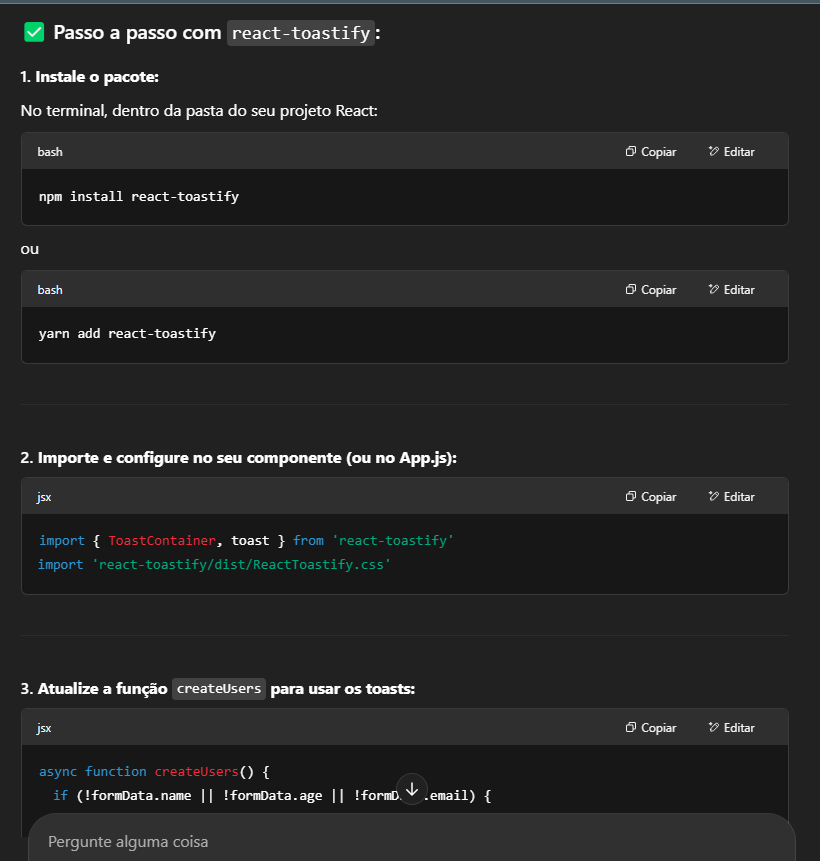 Passo a passo com react-toastify:
1. Instale o pacote:
No terminal, dentro da pasta do seu projeto React:
bash Copiar Editar
npm install react-toastify
ou
bash Copiar Editar
yarn add react-toastify
2. Importe e configure no seu componente (ou no App.js):
jsx Copiar Editar
import { ToastContainer, toast } from 'react-toastify'
import 'react-toastify/dist/ReactToastify.css'
3. Atualize a função createUsers para usar os toasts:
jsx Copiar Editar
async function createUsers() {
if (!formData.name || !formData.age || !formD .email) {
Pergunte alguma coisa